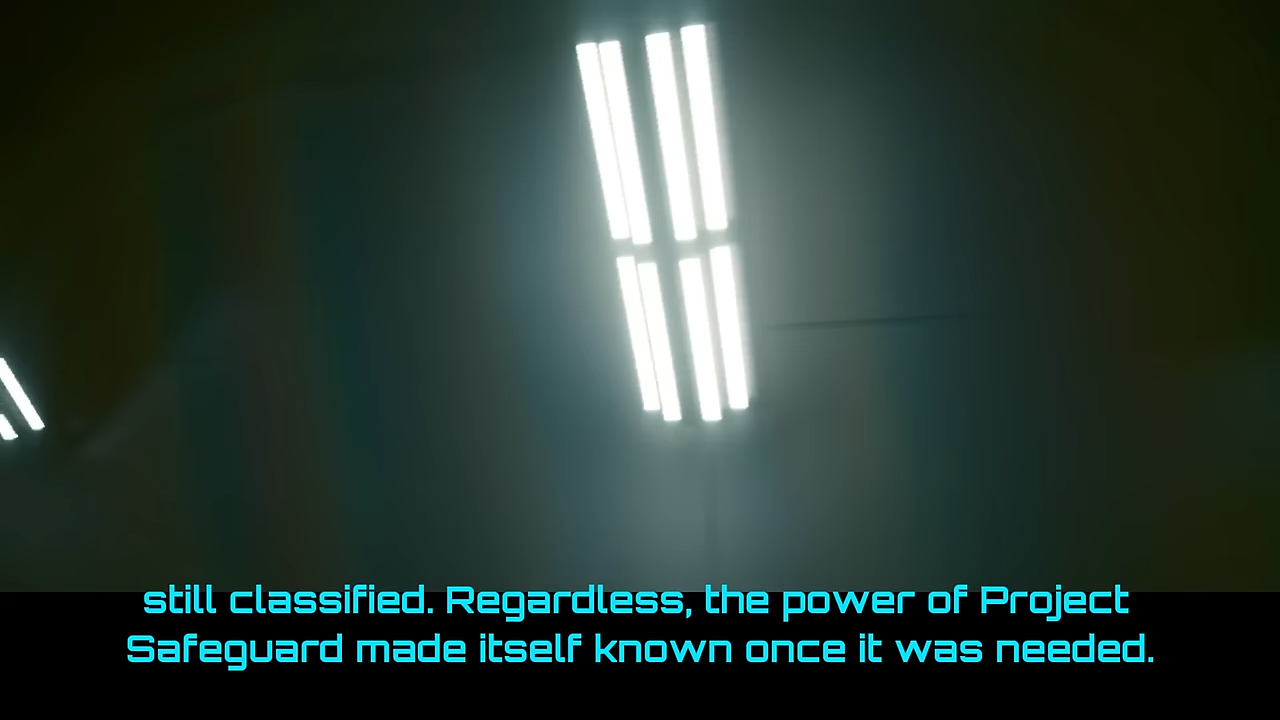 still classified. Regardless, the power of Project
Safeguard made itself known once it was needed.